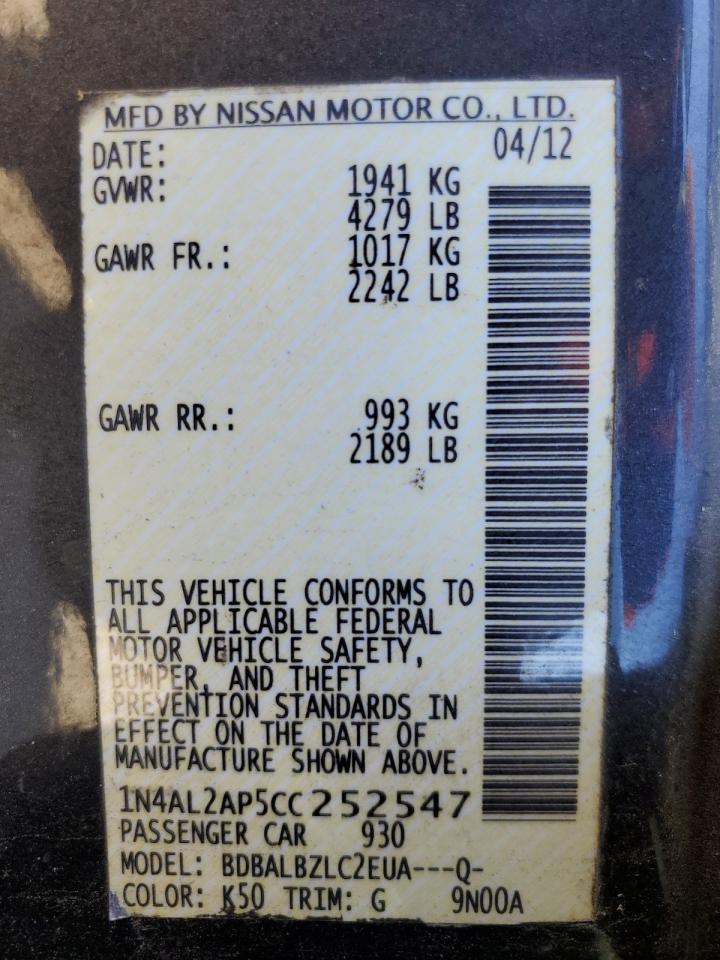 MFD BY NISSAN MOTOR CO., LTD.
DATE: 04/12
GVWR: 1941 KG
4279 LB
GAWR FR.: 1017 KG
2242 LB
GAWR RR.: 993 KG
2189 LB
THIS VEHICLE CONFORMS TO
ALL APPLICABLE FEDERAL
MOTOR VEHICLE SAFETY,
BUMPER, AND THEFT
PREVENTION STANDARDS IN
EFFECT ON THE DATE OF
MANUFACTURE SHOWN ABOVE.
1N4AL2AP5CC252547
PASSENGER CAR 930
MODEL: BDBALBZLC2EUA---Q-
COLOR: K50 TRIM: G 9N00A